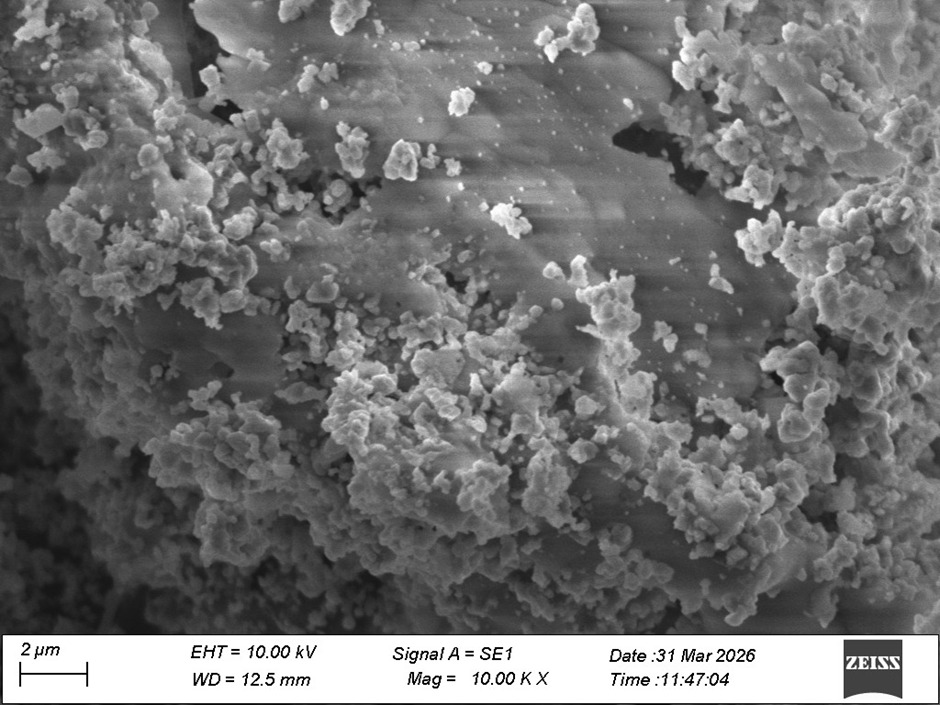 2 µm
EHT = 10.00 kV
WD = 12.5 mm
Signal A = SE1
Mag = 10.00 K X
Date :31 Mar 2026
Time :11:47:04
ZEISS